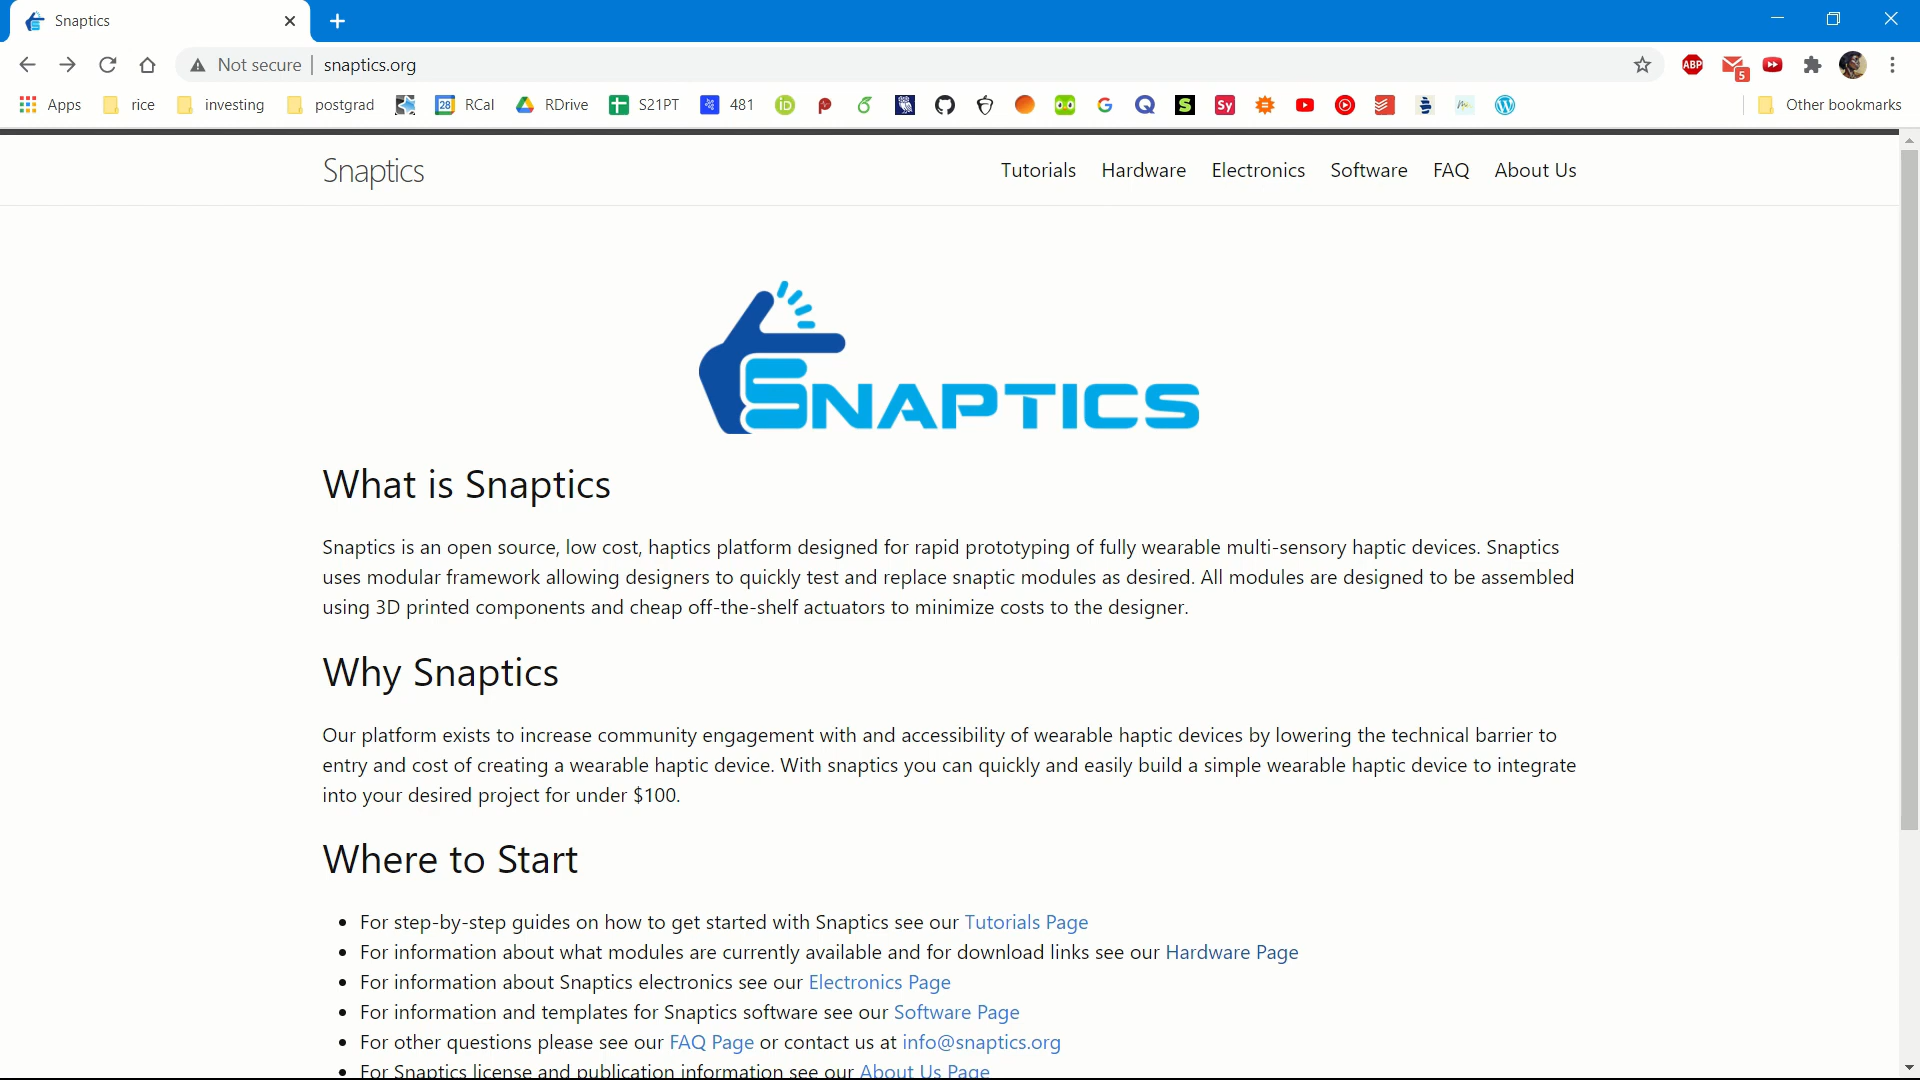 Snaptics
Not secure | snaptics.org
ABP
5
Apps rice investing postgrad 28 RCal RDrive S21PT 481 iD Sy Other bookmarks
Snaptics
Tutorials Hardware Electronics Software FAQ About Us
SNAPTICS
What is Snaptics
Snaptics is an open source, low cost, haptics platform designed for rapid prototyping of fully wearable multi-sensory haptic devices. Snaptics
uses modular framework allowing designers to quickly test and replace snaptic modules as desired. All modules are designed to be assembled
using 3D printed components and cheap off-the-shelf actuators to minimize costs to the designer.
Why Snaptics
Our platform exists to increase community engagement with and accessibility of wearable haptic devices by lowering the technical barrier to
entry and cost of creating a wearable haptic device. With snaptics you can quickly and easily build a simple wearable haptic device to integrate
into your desired project for under $100.
Where to Start
• For step-by-step guides on how to get started with Snaptics see our Tutorials Page
• For information about what modules are currently available and for download links see our Hardware Page
• For information about Snaptics electronics see our Electronics Page
• For information and templates for Snaptics software see our Software Page
• For other questions please see our FAQ Page or contact us at info@snaptics.org
• For Snaptics license and publication information see our About Us Page